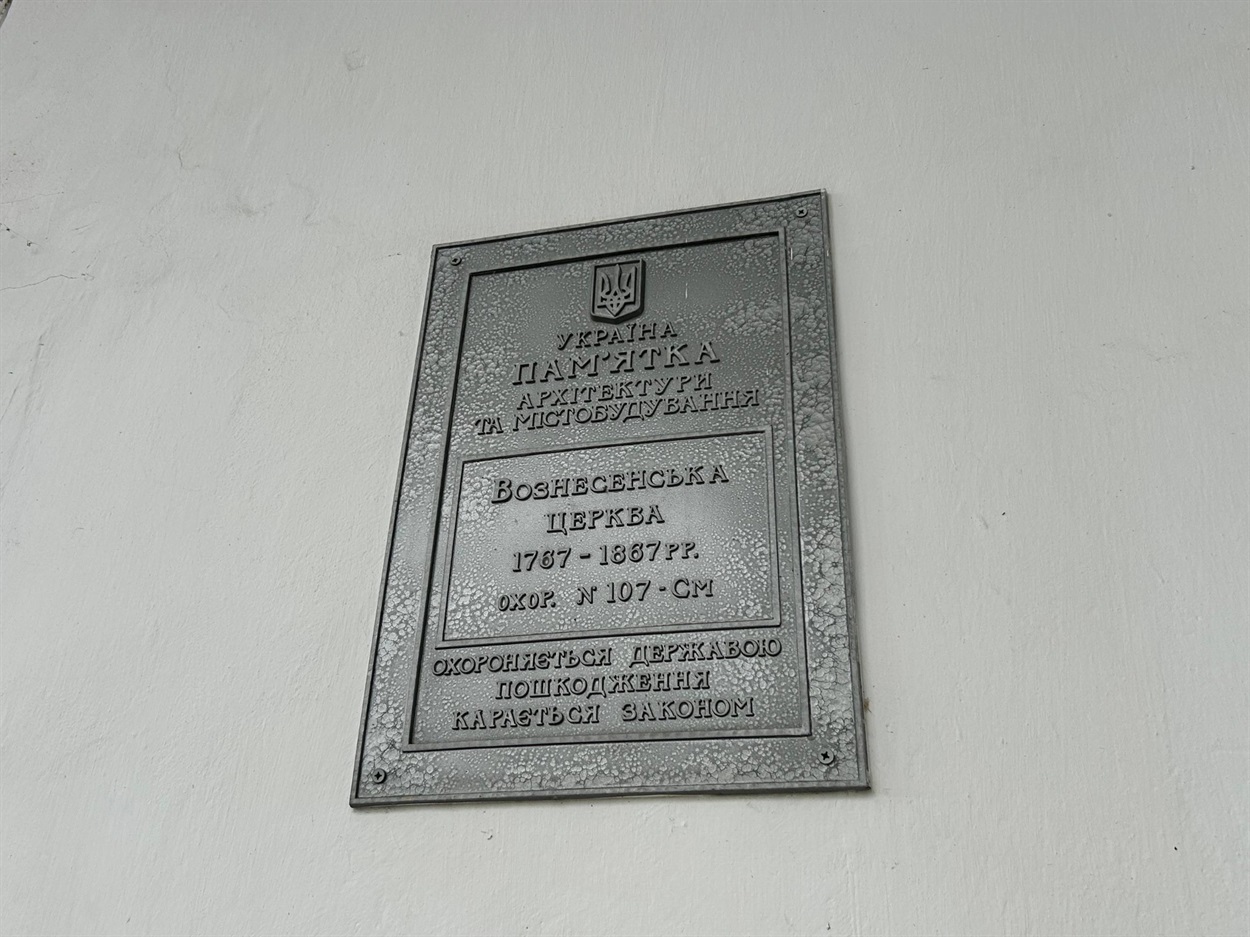 УКРАЇНА
ПАМ'ЯТКА
АРХІТЕКТУРИ
ТА МІСТОБУДУВАННЯ
ВОЗНЕСЕНСЬКА
ЦЕРКВА
1767 - 1867 РР.
ОХОР. N 107 - СМ
ОХОРОНЯЄТЬСЯ ДЕРЖАВОЮ
ПОШКОДЖЕННЯ
КАРАЄТЬСЯ ЗАКОНОМ